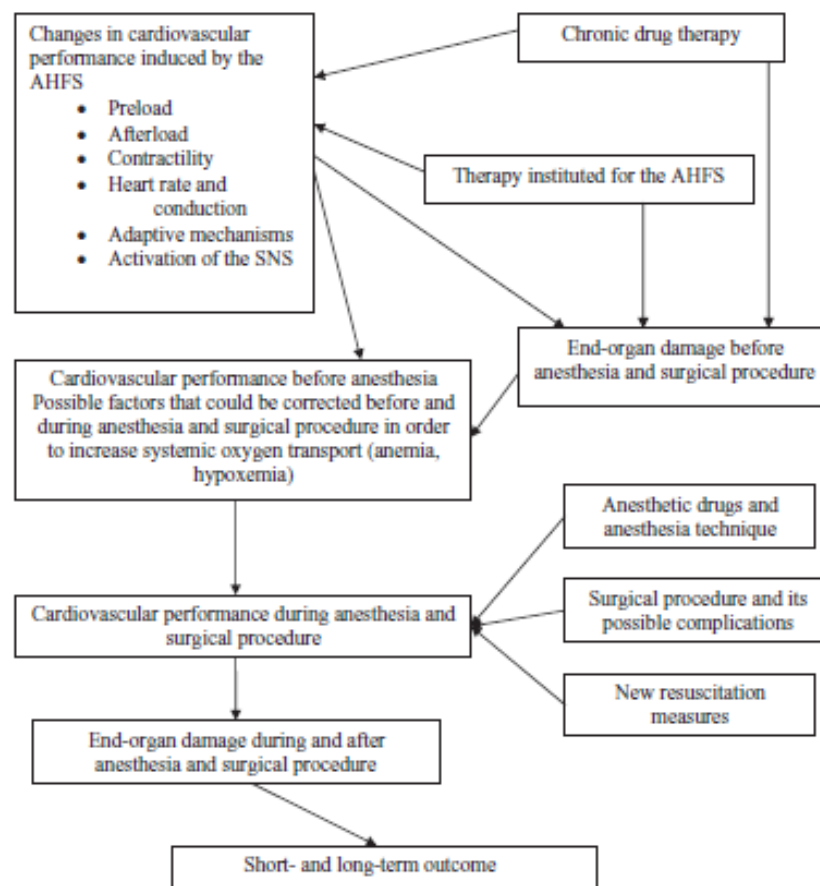 Changes in cardiovascular
performance induced by the
AHFS
• Preload
• Afterload
• Contractility
• Heart rate and
conduction
• Adaptive mechanisms
• Activation of the SNS
Chronic drug therapy
Therapy instituted for the AHFS
End-organ damage before
anesthesia and surgical procedure
Cardiovascular performance before anesthesia
Possible factors that could be corrected before and
during anesthesia and surgical procedure in order
to increase systemic oxygen transport (anemia,
hypoxemia)
Anesthetic drugs and
anesthesia technique
Surgical procedure and its
possible complications
New resuscitation
measures
Cardiovascular performance during anesthesia and
surgical procedure
End-organ damage during and after
anesthesia and surgical procedure
Short- and long-term outcome